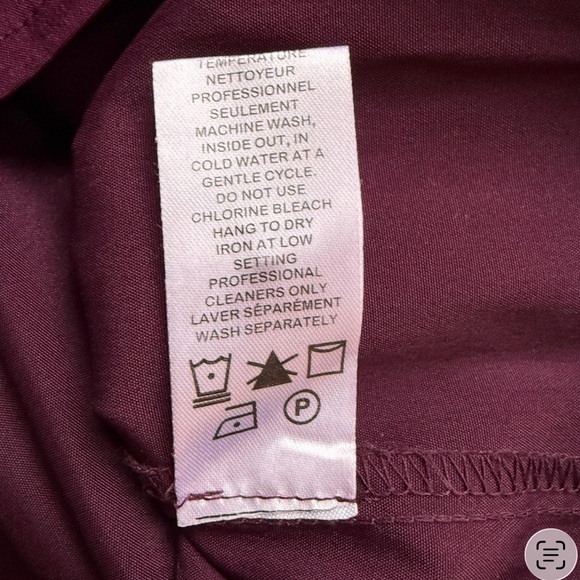 TEMPERATURE
NETTOYEUR
PROFESSIONNEL
SEULEMENT
MACHINE WASH,
INSIDE OUT, IN
COLD WATER AT A
GENTLE CYCLE.
DO NOT USE
CHLORINE BLEACH
HANG TO DRY
IRON AT LOW
SETTING
PROFESSIONAL
CLEANERS ONLY
LAVER SÉPARÉMENT
WASH SEPARATELY
P